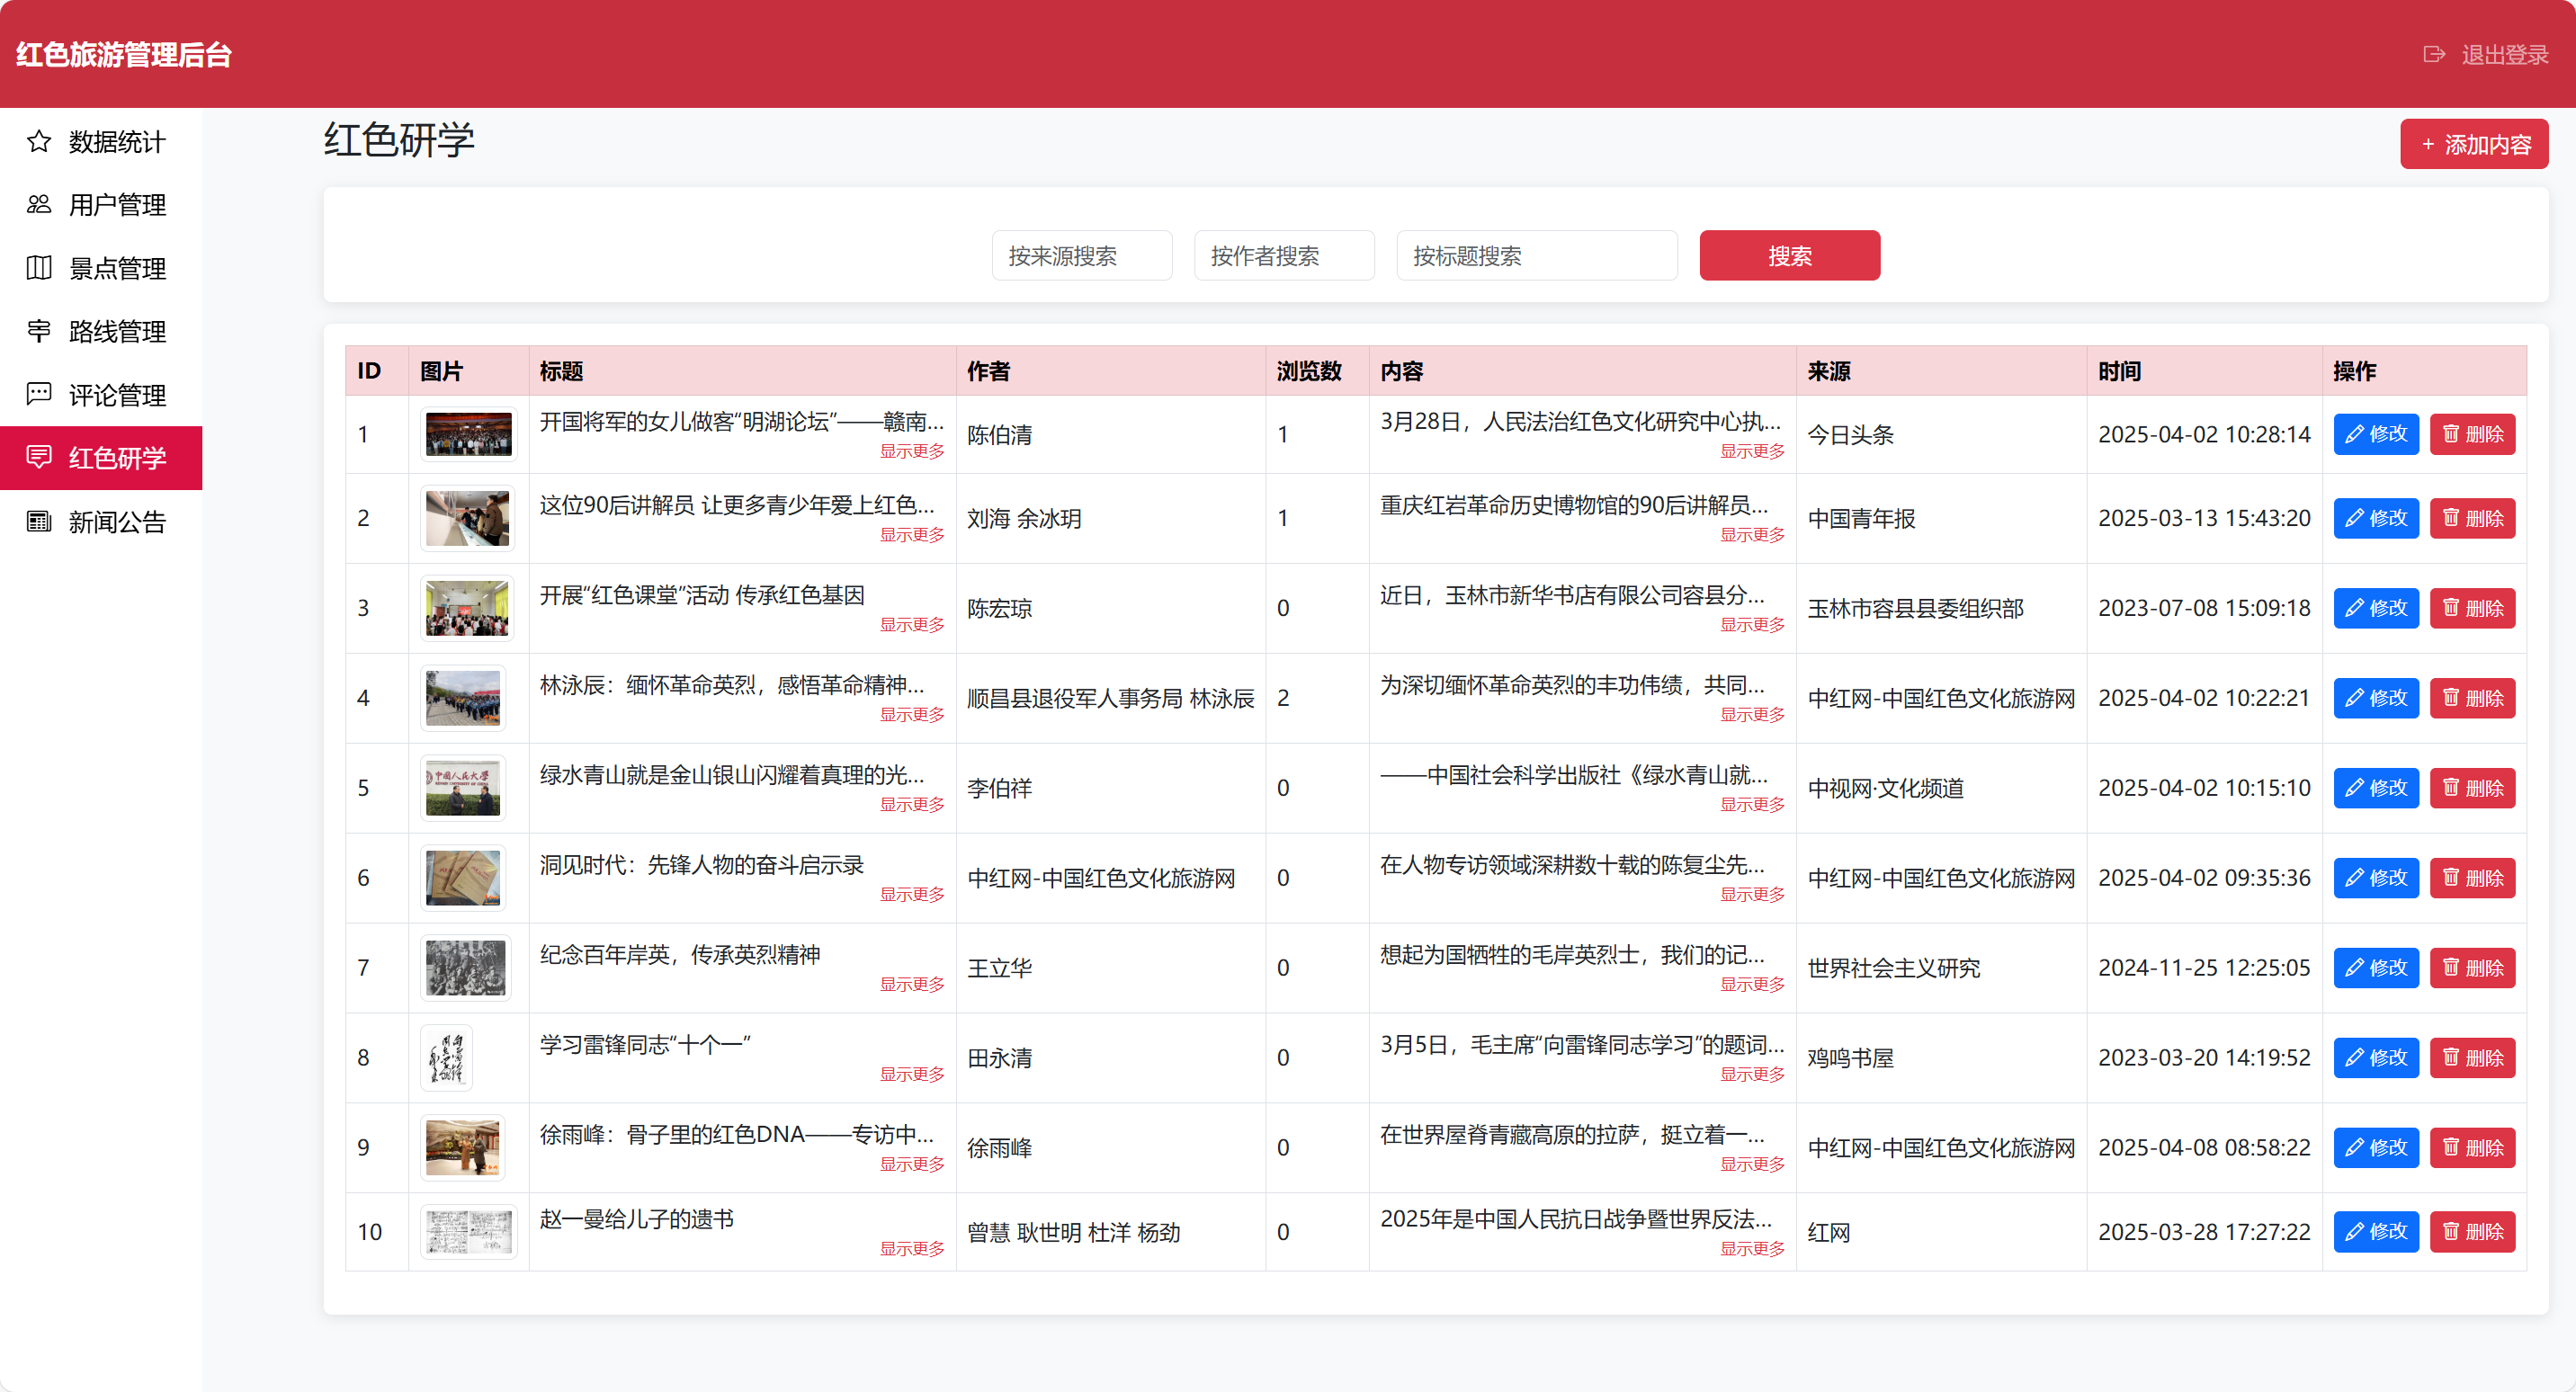 红色旅游管理后台
退出登录
数据统计
用户管理
景点管理
路线管理
评论管理
红色研学
新闻公告
红色研学
+ 添加内容
按来源搜索 按作者搜索 按标题搜索 搜索
ID 图片 标题 作者 浏览数 内容 来源 时间 操作
1 开国将军的女儿做客“明湖论坛”——赣南... 显示更多 陈伯清 1 3月28日，人民法治红色文化研究中心执... 显示更多 今日头条 2025-04-02 10:28:14 修改 删除
2 这位90后讲解员 让更多青少年爱上红色... 显示更多 刘海 余冰玥 1 重庆红岩革命历史博物馆的90后讲解员... 显示更多 中国青年报 2025-03-13 15:43:20 修改 删除
3 开展“红色课堂”活动 传承红色基因 显示更多 陈宏琼 0 近日，玉林市新华书店有限公司容县分... 显示更多 玉林市容县县委组织部 2023-07-08 15:09:18 修改 删除
4 林泳辰：缅怀革命英烈，感悟革命精神... 显示更多 顺昌县退役军人事务局 林泳辰 2 为深切缅怀革命英烈的丰功伟绩，共同... 显示更多 中红网-中国红色文化旅游网 2025-04-02 10:22:21 修改 删除
5 中国人民大学 绿水青山就是金山银山闪耀着真理的光... 显示更多 李伯祥 0 ——中国社会科学出版社《绿水青山就... 显示更多 中视网·文化频道 2025-04-02 10:15:10 修改 删除
6 洞见时代：先锋人物的奋斗启示录 显示更多 中红网-中国红色文化旅游网 0 在人物专访领域深耕数十载的陈复尘先... 显示更多 中红网-中国红色文化旅游网 2025-04-02 09:35:36 修改 删除
7 纪念百年岸英，传承英烈精神 显示更多 王立华 0 想起为国牺牲的毛岸英烈士，我们的记... 显示更多 世界社会主义研究 2024-11-25 12:25:05 修改 删除
8 学习雷锋同志“十个一” 显示更多 田永清 0 3月5日，毛主席“向雷锋同志学习”的题词... 显示更多 鸡鸣书屋 2023-03-20 14:19:52 修改 删除
9 徐雨峰：骨子里的红色DNA——专访中... 显示更多 徐雨峰 0 在世界屋脊青藏高原的拉萨，挺立着一... 显示更多 中红网-中国红色文化旅游网 2025-04-08 08:58:22 修改 删除
10 赵一曼给儿子的遗书 显示更多 曾慧 耿世明 杜洋 杨劲 0 2025年是中国人民抗日战争暨世界反法... 显示更多 红网 2025-03-28 17:27:22 修改 删除